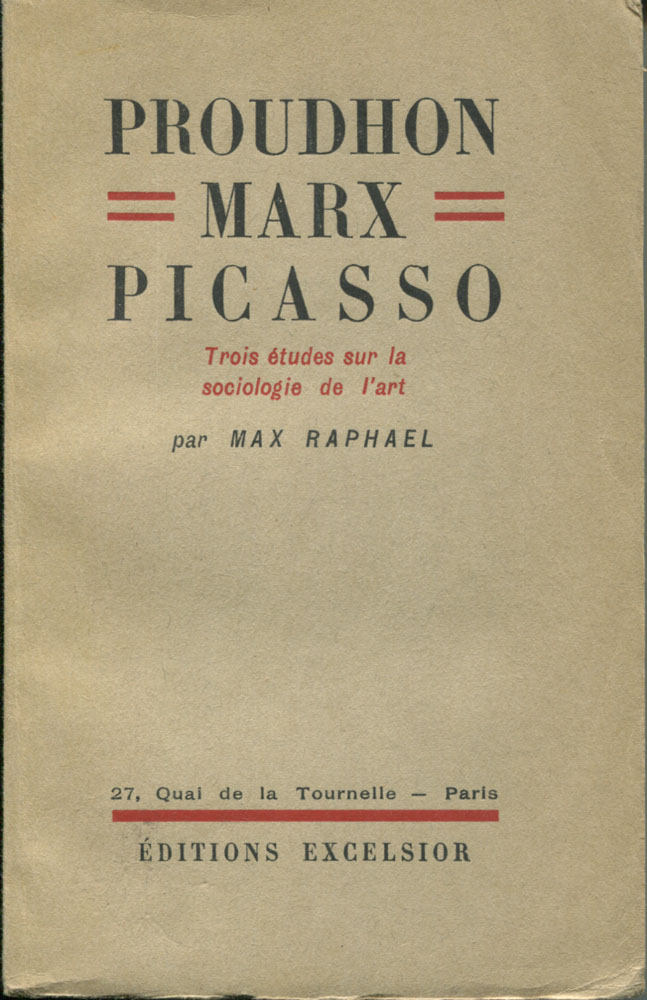 PROUDHON
MARX
PICASSO
Trois études sur la
sociologie de l'art
par MAX RAPHAEL
27, Quai de la Tournelle — Paris
ÉDITIONS EXCELSIOR